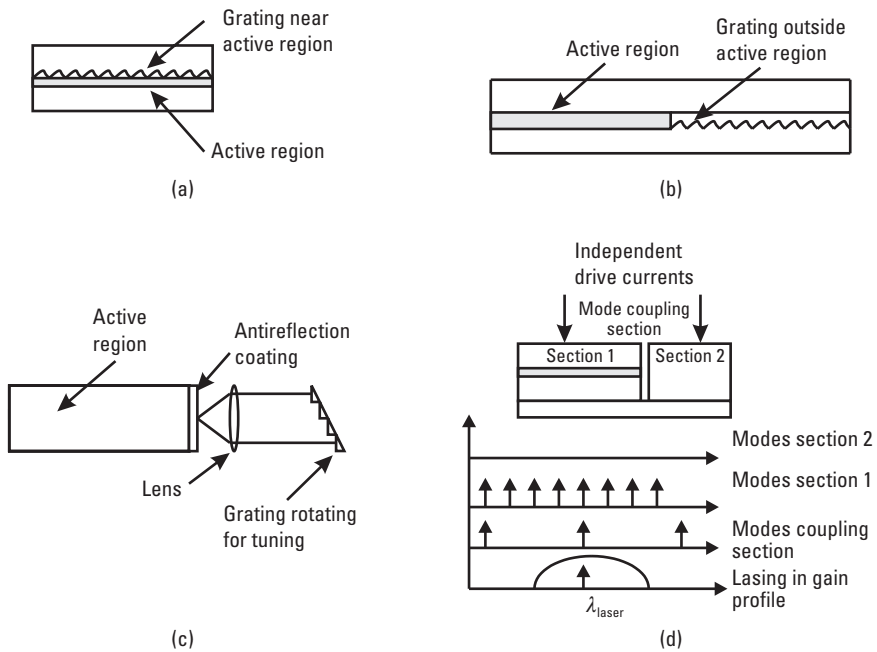 Grating near
active region
Active region
(a)
Active region
Grating outside
active region
(b)
Active
region
Antireflection
coating
Lens
Grating rotating
for tuning
(c)
Independent
drive currents
Mode coupling
section
Section 1
Section 2
Modes section 2
Modes section 1
Modes coupling
section
Lasing in gain
profile
λlaser
(d)